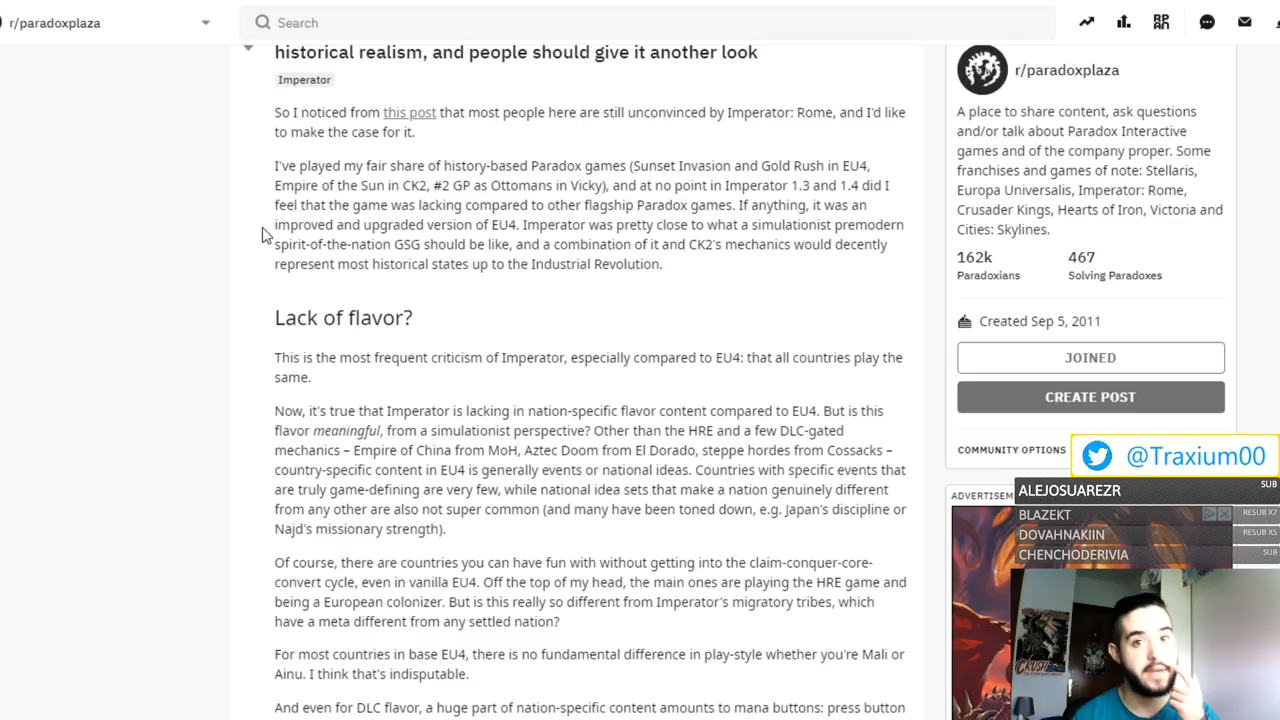 r/paradoxplaza
Search
historical realism, and people should give it another look
Imperator
So I noticed from this post that most people here are still unconvinced by Imperator: Rome, and I'd like
to make the case for it.
I've played my fair share of history-based Paradox games (Sunset Invasion and Gold Rush in EU4,
Empire of the Sun in CK2, #2 GP as Ottomans in Vicky), and at no point in Imperator 1.3 and 1.4 did I
feel that the game was lacking compared to other flagship Paradox games. If anything, it was an
improved and upgraded version of EU4. Imperator was pretty close to what a simulationist premodern
spirit-of-the-nation GSG should be like, and a combination of it and CK2's mechanics would decently
represent most historical states up to the Industrial Revolution.
Lack of flavor?
This is the most frequent criticism of Imperator, especially compared to EU4: that all countries play the
same.
Now, it's true that Imperator is lacking in nation-specific flavor content compared to EU4. But is this
flavor meaningful, from a simulationist perspective? Other than the HRE and a few DLC-gated
mechanics – Empire of China from MoH, Aztec Doom from El Dorado, steppe hordes from Cossacks –
country-specific content in EU4 is generally events or national ideas. Countries with specific events that
are truly game-defining are very few, while national idea sets that make a nation genuinely different
from any other are also not super common (and many have been toned down, e.g. Japan's discipline or
Najd's missionary strength).
Of course, there are countries you can have fun with without getting into the claim-conquer-core-
convert cycle, even in vanilla EU4. Off the top of my head, the main ones are playing the HRE game and
being a European colonizer. But is this really so different from Imperator's migratory tribes, which
have a meta different from any settled nation?
For most countries in base EU4, there is no fundamental difference in play-style whether you're Mali or
Ainu. I think that's indisputable.
And even for DLC flavor, a huge part of nation-specific content amounts to mana buttons: press button
r/paradoxplaza
A place to share content, ask questions
and/or talk about Paradox Interactive
games and of the company proper. Some
franchises and games of note: Stellaris,
Europa Universalis, Imperator: Rome,
Crusader Kings, Hearts of Iron, Victoria and
Cities: Skylines.
162k 467
Paradoxians Solving Paradoxes
Created Sep 5, 2011
JOINED
CREATE POST
COMMUNITY OPTIONS
@Traxium00
ADVERTISEM
ALEJOSUAREZR SUB
BLAZEKT RESUB X7
DOVAHNAKIIN RESUB X5
CHENCHODERIVIA SUB
CRUSH